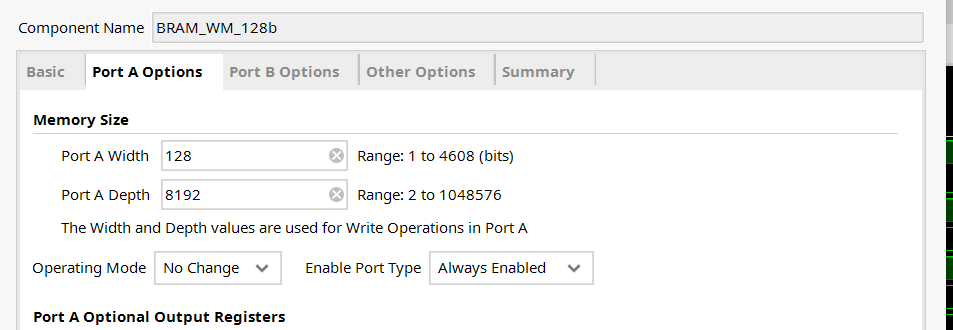 Component Name BRAM_WM_128b
Basic Port A Options Port B Options Other Options Summary
Memory Size
Port A Width 128 Range: 1 to 4608 (bits)
Port A Depth 8192 Range: 2 to 1048576
The Width and Depth values are used for Write Operations in Port A
Operating Mode No Change Enable Port Type Always Enabled
Port A Optional Output Registers